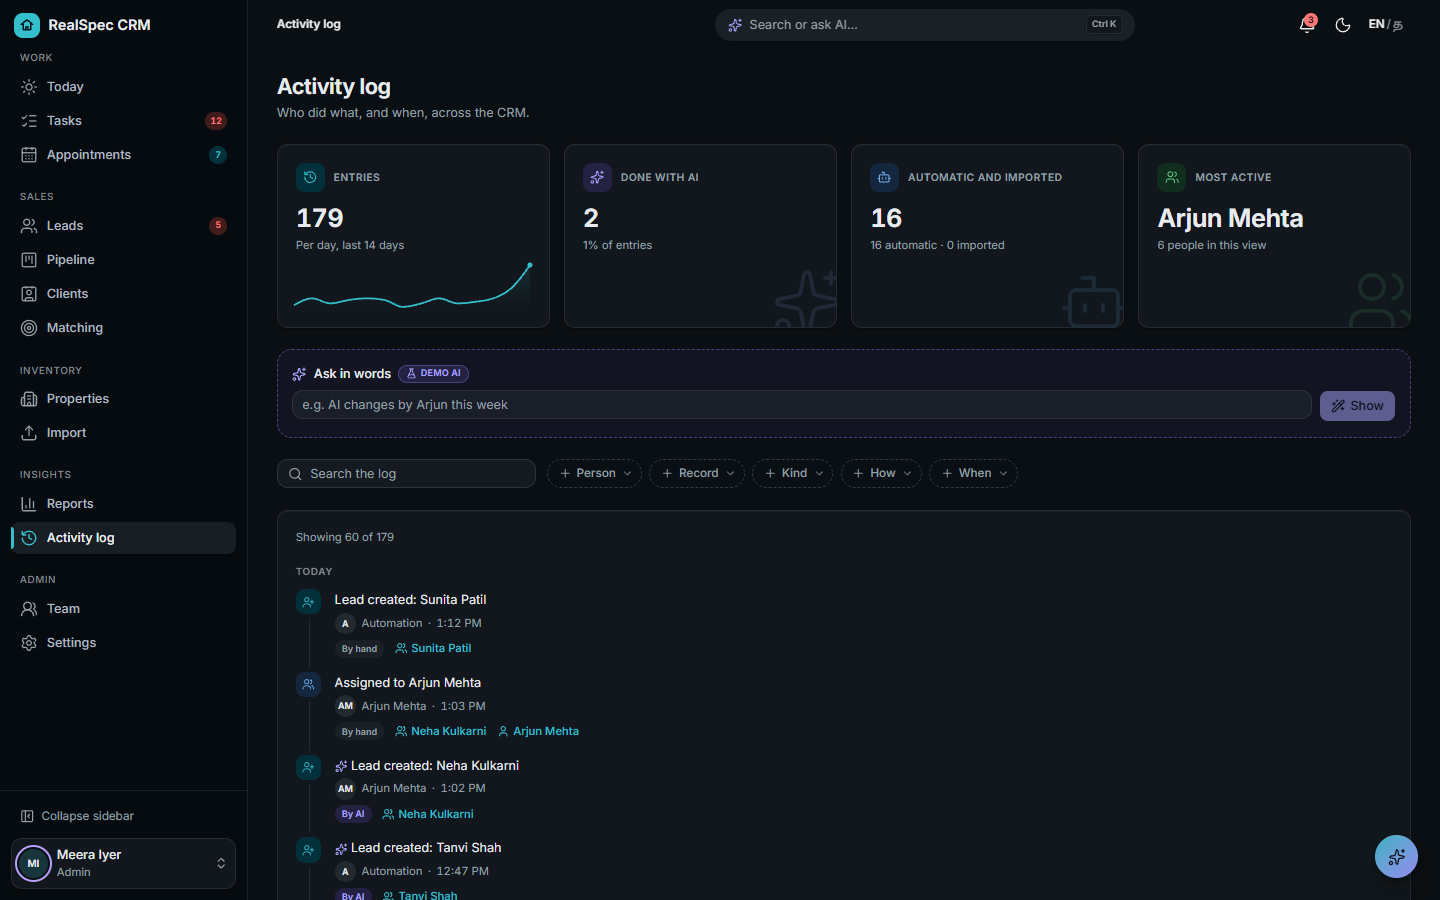 RealSpec CRM
WORK
Today
Tasks 12
Appointments 7
SALES
Leads 5
Pipeline
Clients
Matching
INVENTORY
Properties
Import
INSIGHTS
Reports
Activity log
ADMIN
Team
Settings
Collapse sidebar
MI
Meera Iyer
Admin
Activity log
Search or ask AI...
Ctrl K
3
EN / த
Activity log
Who did what, and when, across the CRM.
ENTRIES
179
Per day, last 14 days
DONE WITH AI
2
1% of entries
AUTOMATIC AND IMPORTED
16
16 automatic · 0 imported
MOST ACTIVE
Arjun Mehta
6 people in this view
Ask in words DEMO AI
e.g. AI changes by Arjun this week
Show
Search the log
Person
Record
Kind
How
When
Showing 60 of 179
TODAY
Lead created: Sunita Patil
A Automation · 1:12 PM
By hand Sunita Patil
Assigned to Arjun Mehta
AM Arjun Mehta · 1:03 PM
By hand Neha Kulkarni Arjun Mehta
Lead created: Neha Kulkarni
AM Arjun Mehta · 1:02 PM
By AI Neha Kulkarni
Lead created: Tanvi Shah
A Automation · 12:47 PM
By AI Tanvi Shah